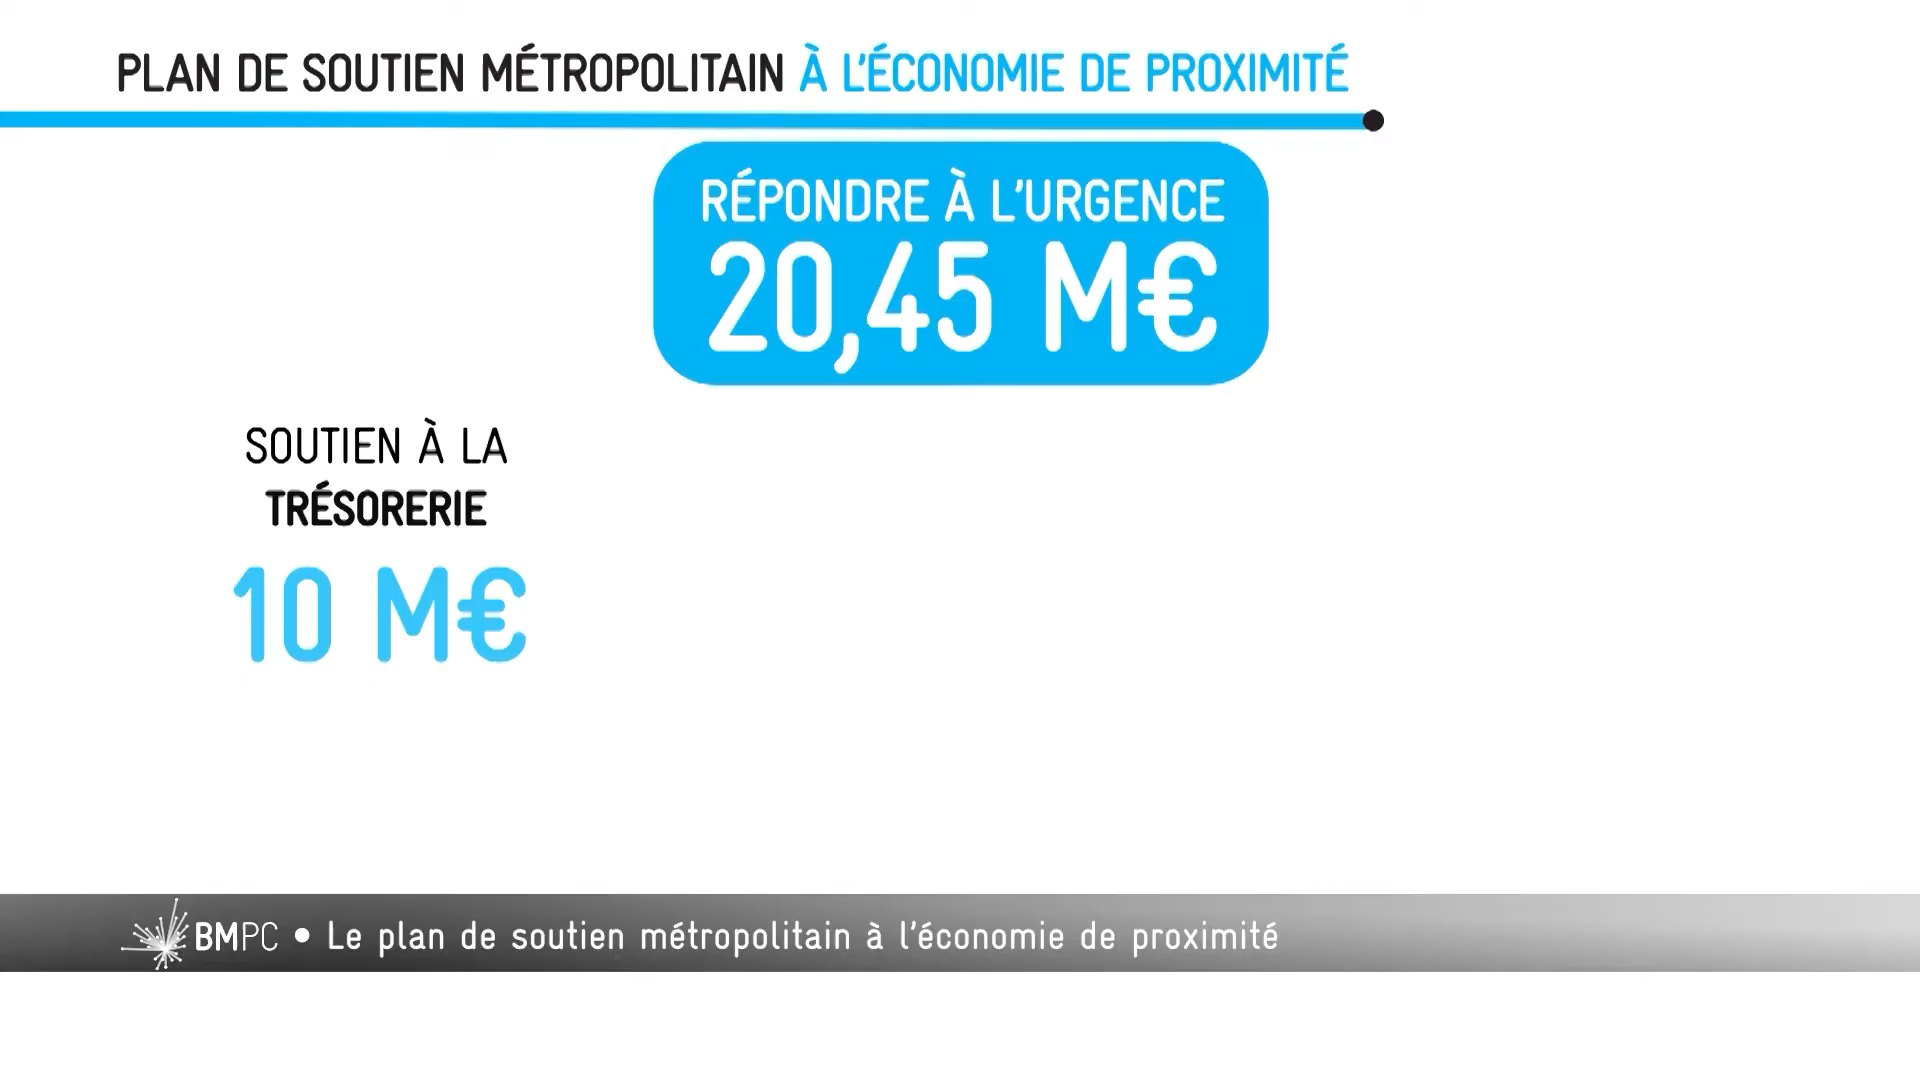 PLAN DE SOUTIEN MÉTROPOLITAIN À L'ÉCONOMIE DE PROXIMITÉ
RÉPONDRE À L'URGENCE
20,45 M€
SOUTIEN À LA
TRÉSORERIE
10 M€
BMPC • Le plan de soutien métropolitain à l'économie de proximité